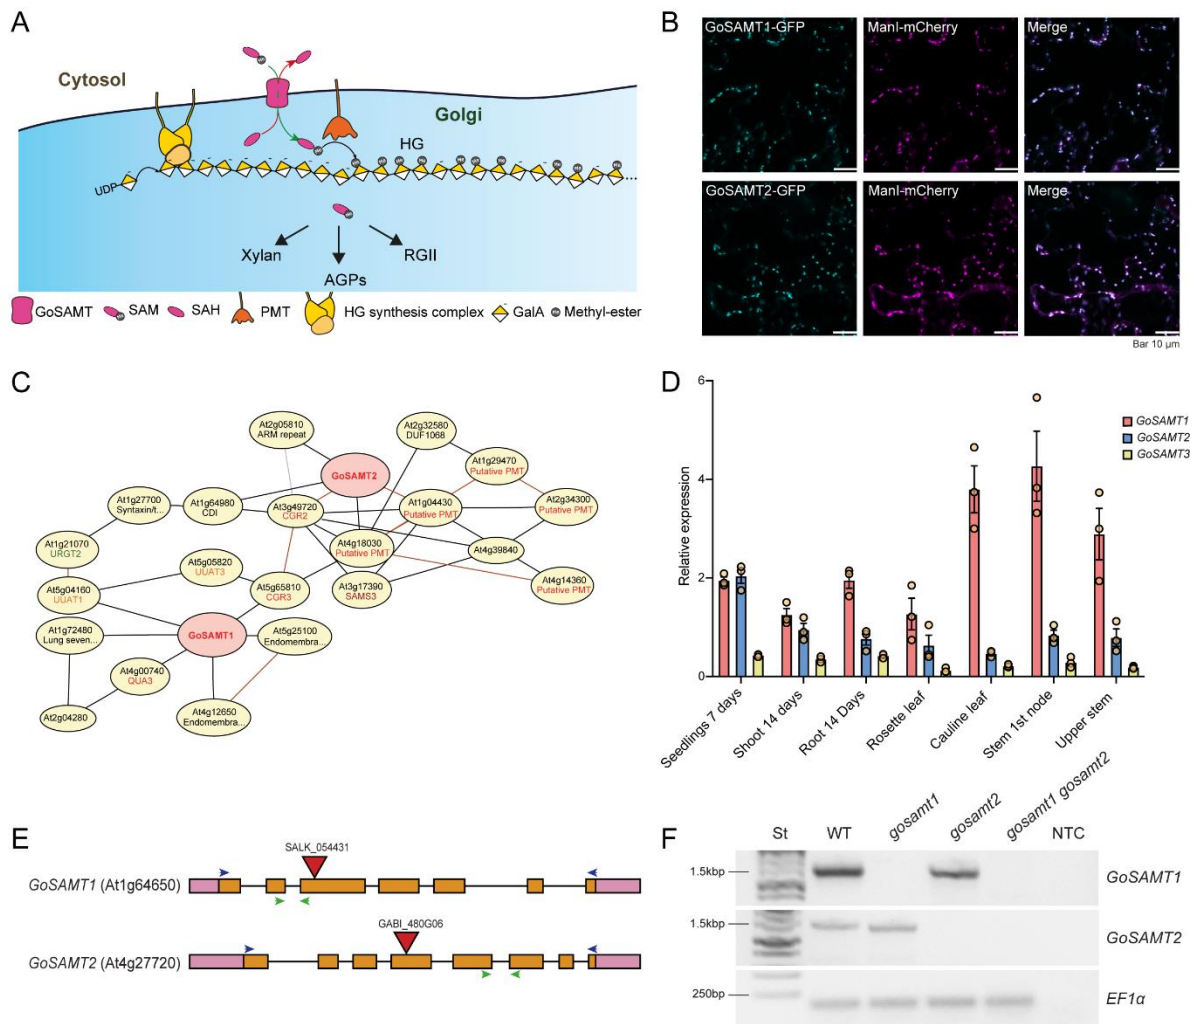 A
Cytosol
Golgi
HG
UDP
Xylan
RGII
AGPs
GoSAMT
SAM
SAH
PMT
HG synthesis complex
GalA
Methyl-ester
B
GoSAMT1-GFP
ManI-mCherry
Merge
GoSAMT2-GFP
ManI-mCherry
Merge
Bar 10 µm
C
At2g05810
ARM repeat
At2g32580
DUF1068
GoSAMT2
At1g29470
Putative PMT
At1g27700
Syntaxin/t...
At1g64980
CDI
At3g49720
CGR2
At1g04430
Putative PMT
At2g34300
Putative PMT
At1g21070
URGT2
At4g18030
Putative PMT
At4g39840
At5g05820
UUAT3
At5g04160
UUAT1
At5g65810
CGR3
At3g17390
SAMS3
At4g14360
Putative PMT
At1g72480
Lung seven...
GoSAMT1
At5g25100
Endomembra...
At4g00740
QUA3
At2g04280
At4g12650
Endomembra...
D
Relative expression
6
4
2
0
GoSAMT1
GoSAMT2
GoSAMT3
Seedlings 7 days
Shoot 14 days
Root 14 Days
Rosette leaf
Cauline leaf
Stem 1st node
Upper stem
E
SALK_054431
GoSAMT1 (At1g64650)
GABI_480G06
GoSAMT2 (At4g27720)
F
St
WT
gosamt1
gosamt2
gosamt1 gosamt2
NTC
1.5kbp
GoSAMT1
1.5kbp
GoSAMT2
250bp
EF1α